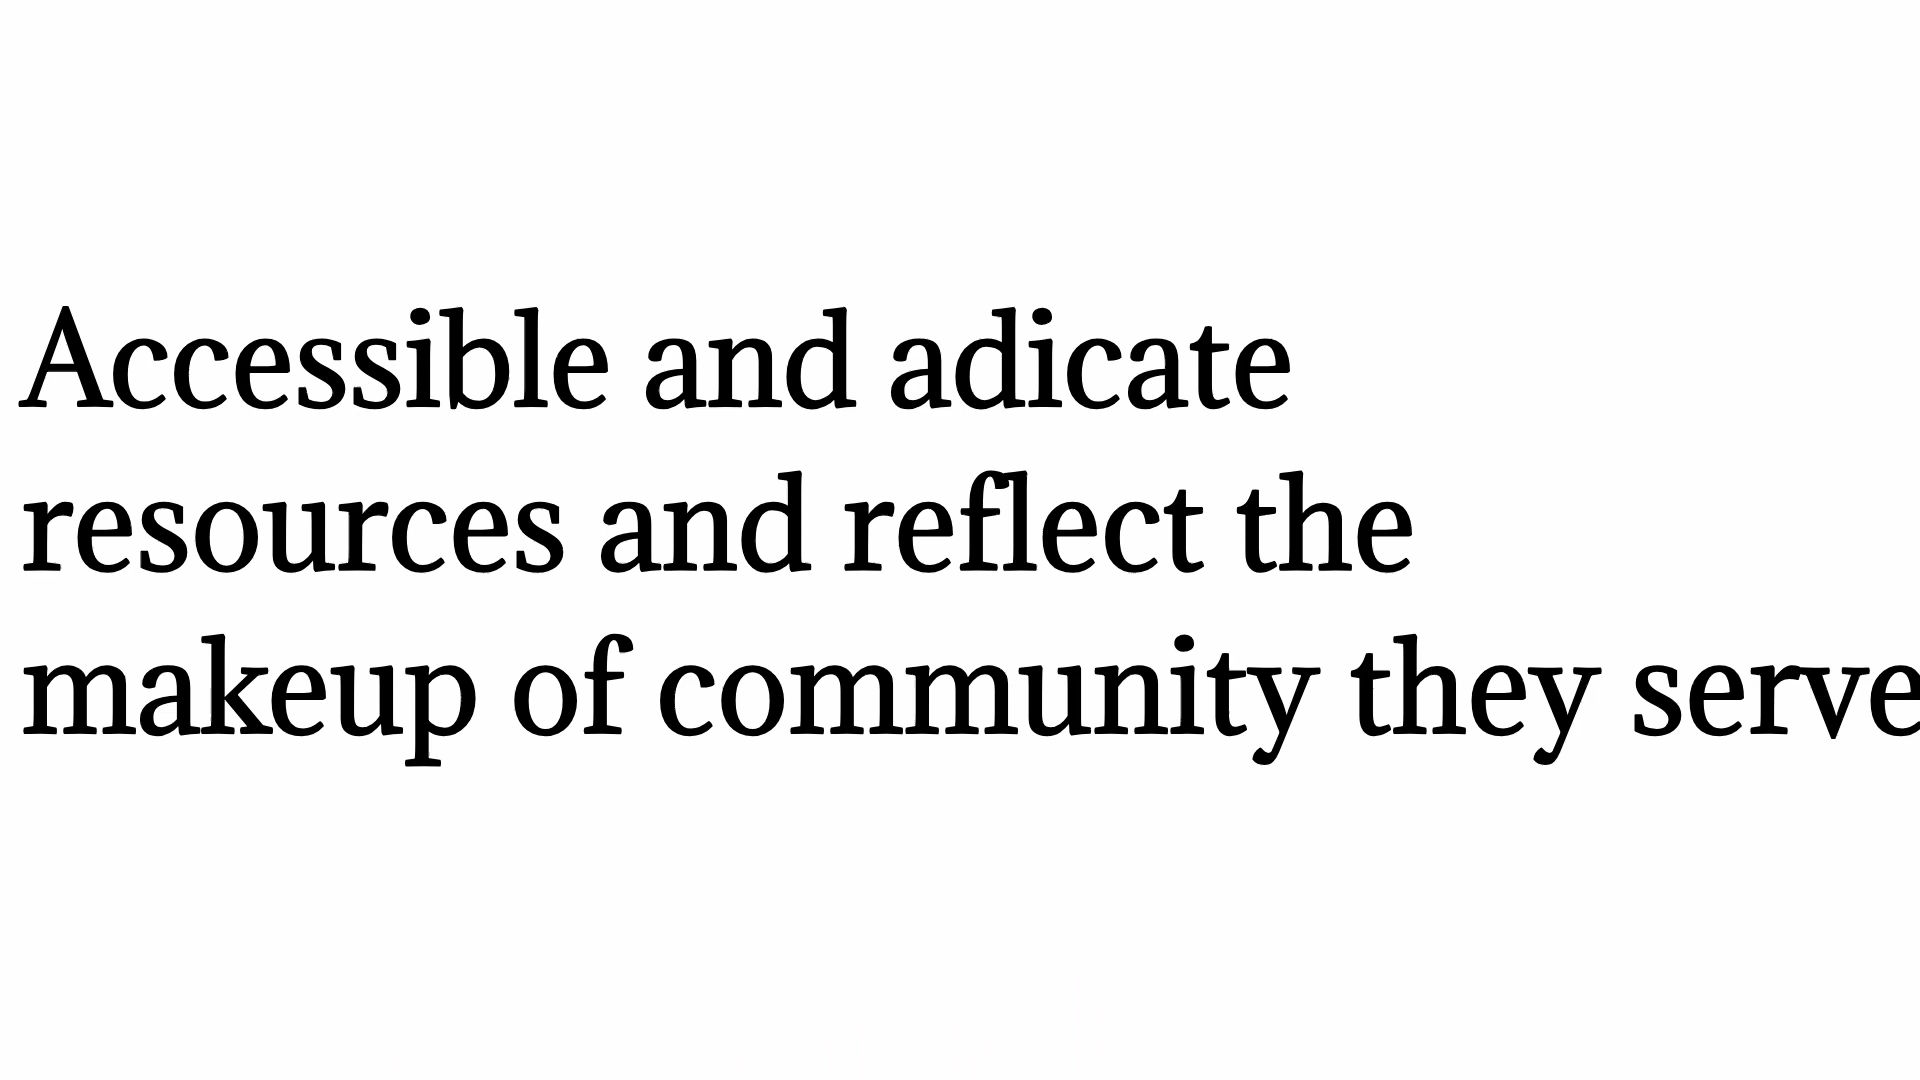 Accessible and adicate
resources and reflect the
makeup of community they serve